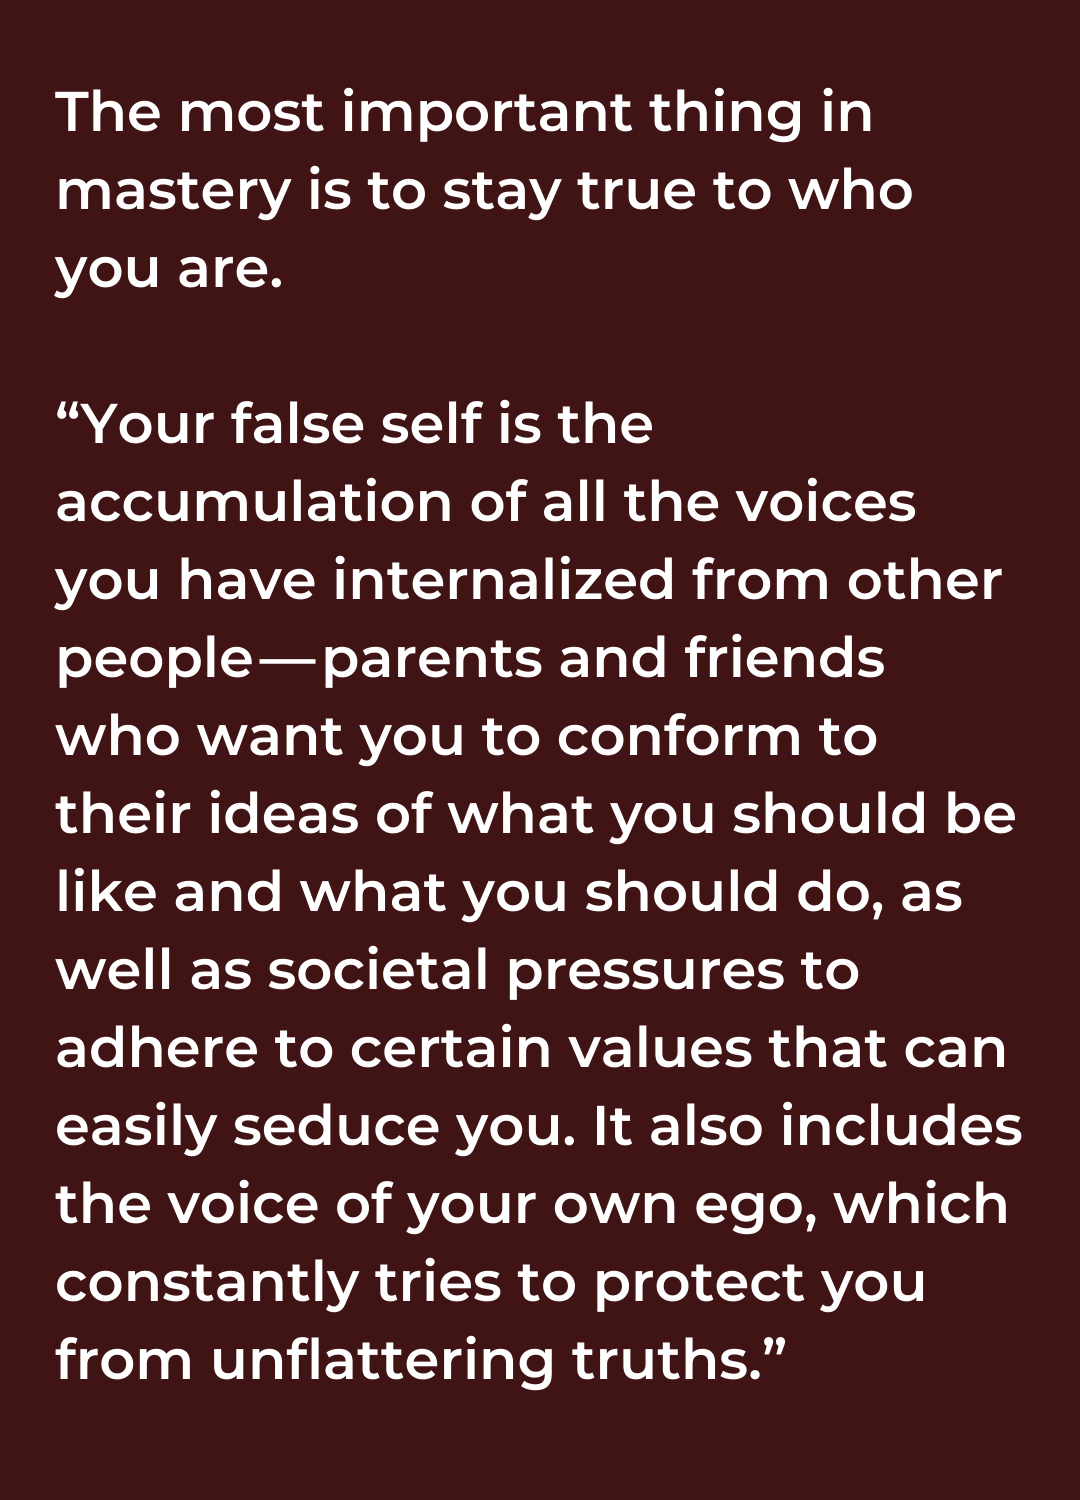 The most important thing in
mastery is to stay true to who
you are.
“Your false self is the
accumulation of all the voices
you have internalized from other
people—parents and friends
who want you to conform to
their ideas of what you should be
like and what you should do, as
well as societal pressures to
adhere to certain values that can
easily seduce you. It also includes
the voice of your own ego, which
constantly tries to protect you
from unflattering truths.”